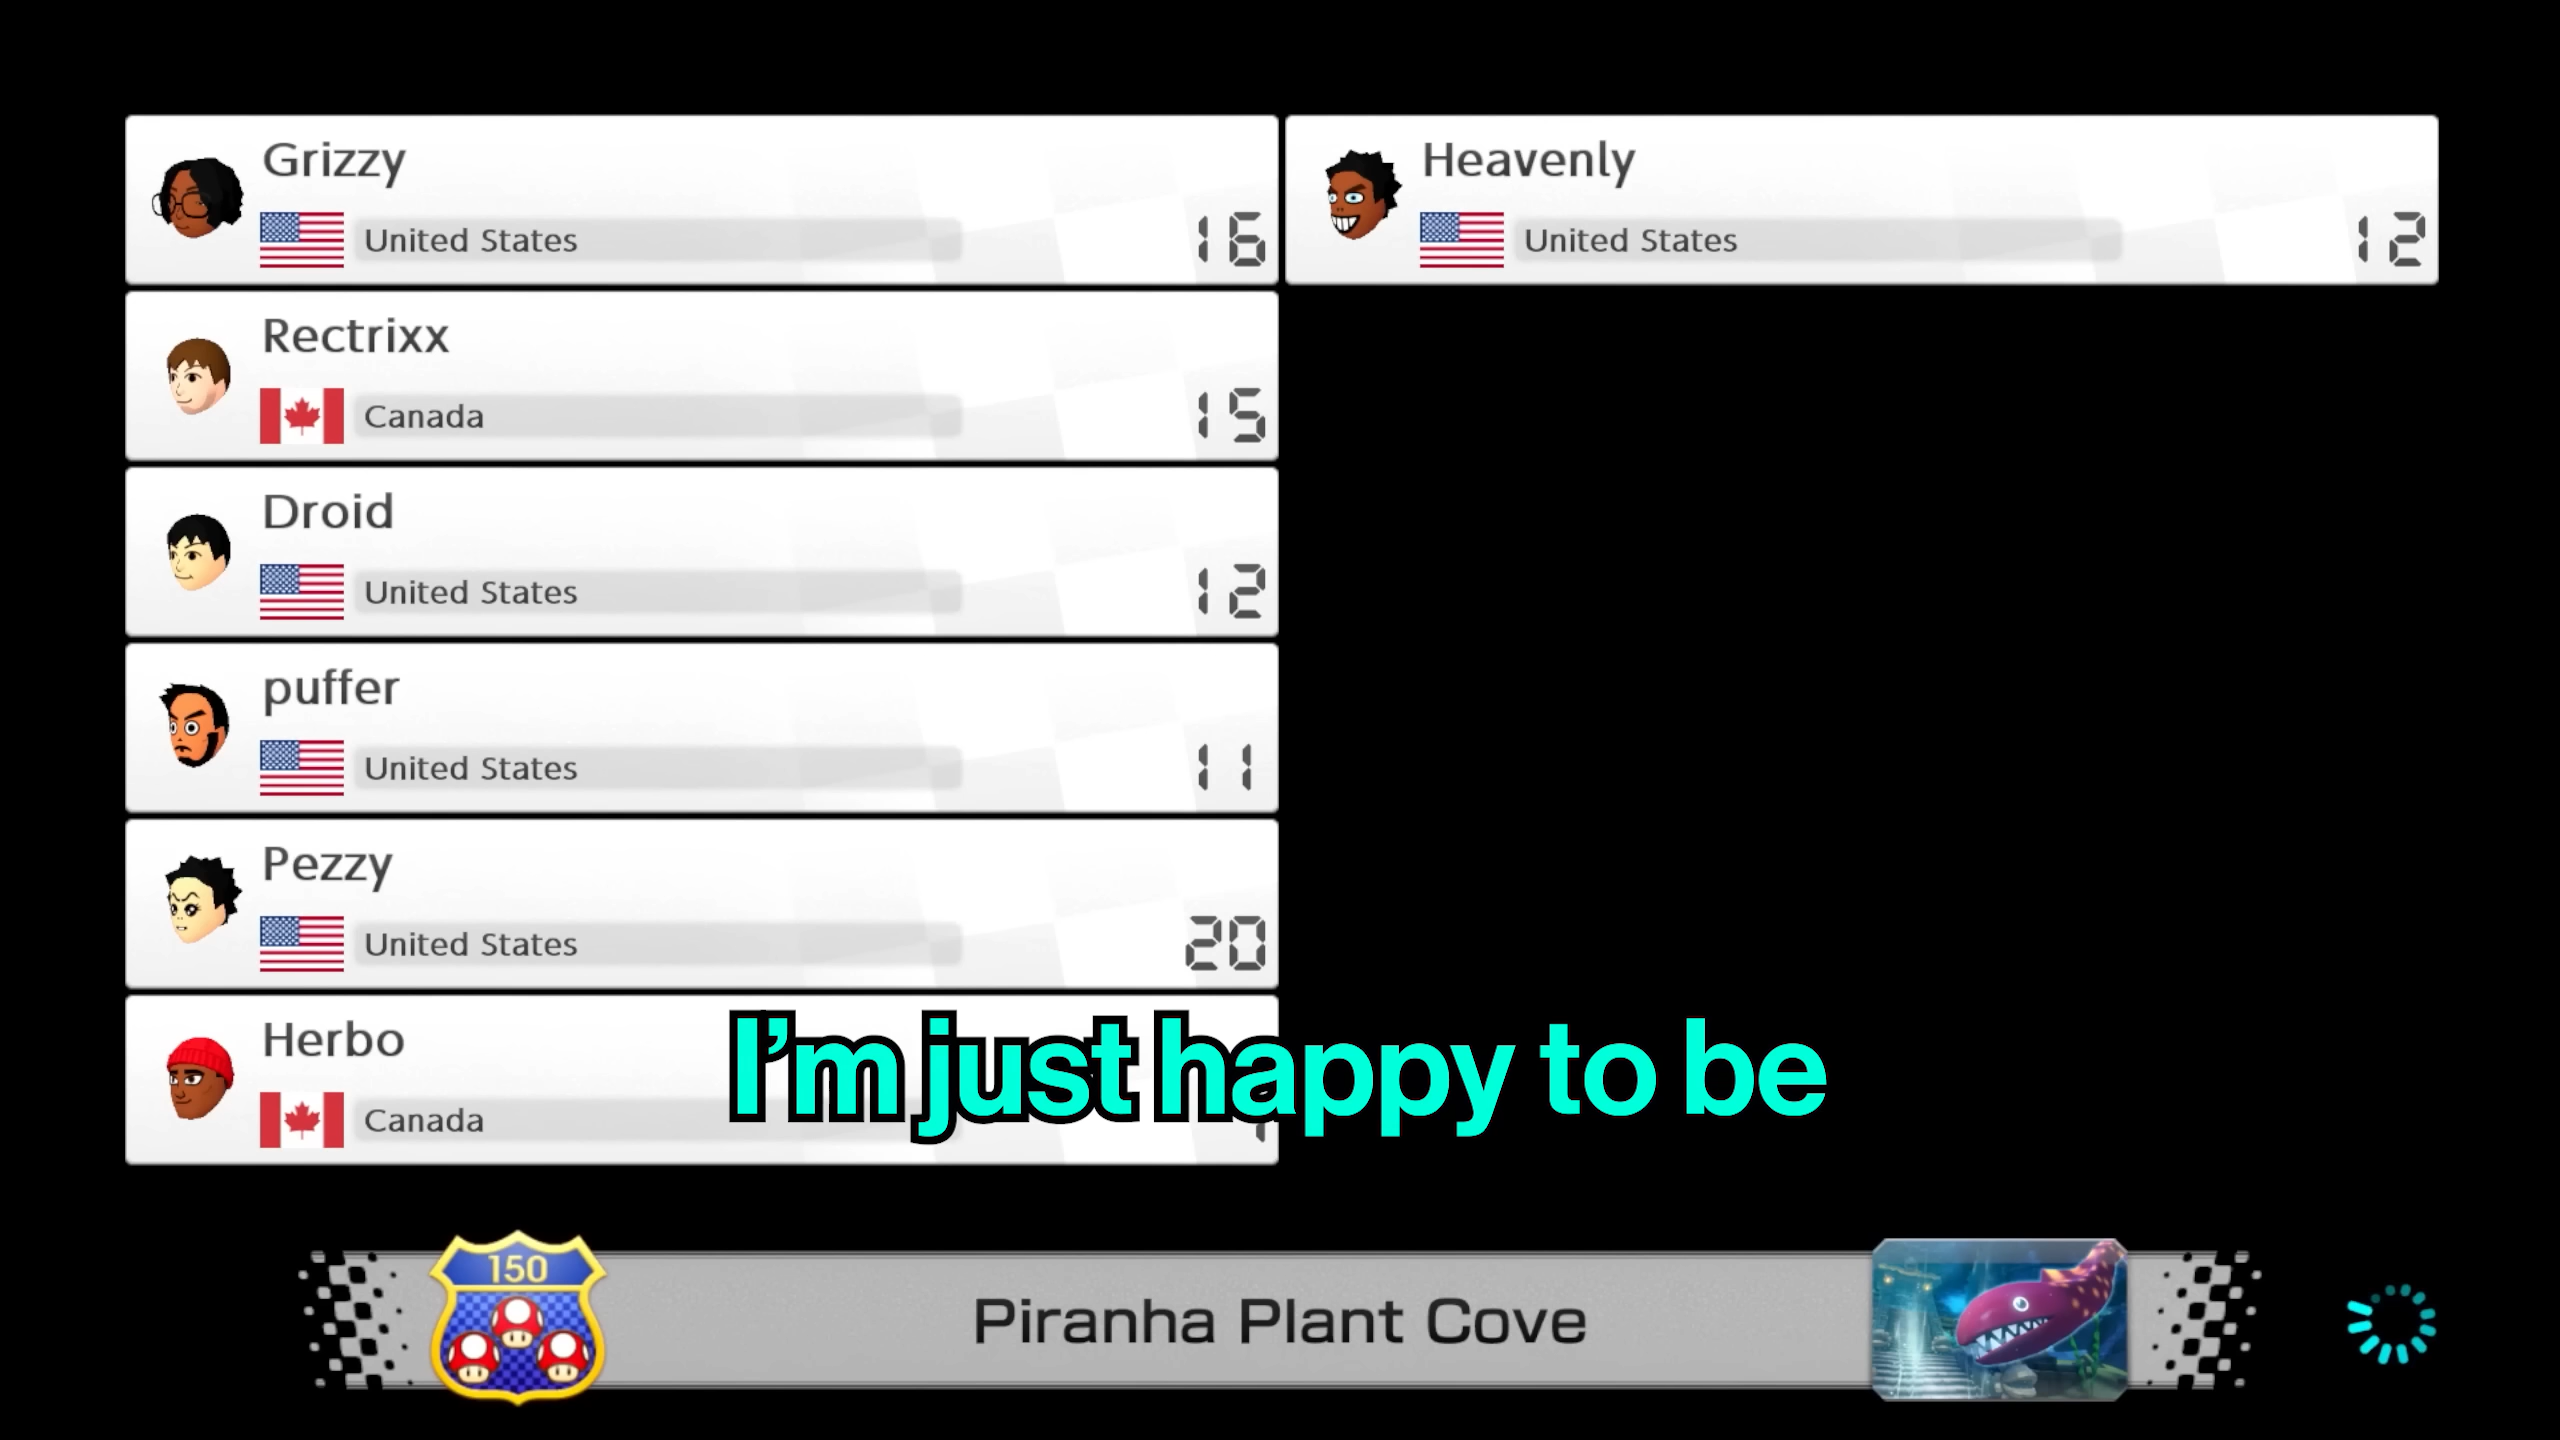 Grizzy
United States
16
Rectrixx
Canada
15
Droid
United States
12
puffer
United States
11
Pezzy
United States
20
Herbo
Canada
Heavenly
United States
12
I'm just happy to be
150
Piranha Plant Cove